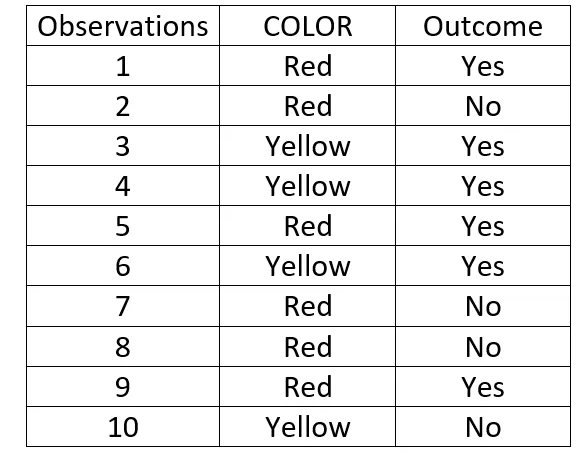 Observations COLOR Outcome
1 Red Yes
2 Red No
3 Yellow Yes
4 Yellow Yes
5 Red Yes
6 Yellow Yes
7 Red No
8 Red No
9 Red Yes
10 Yellow No